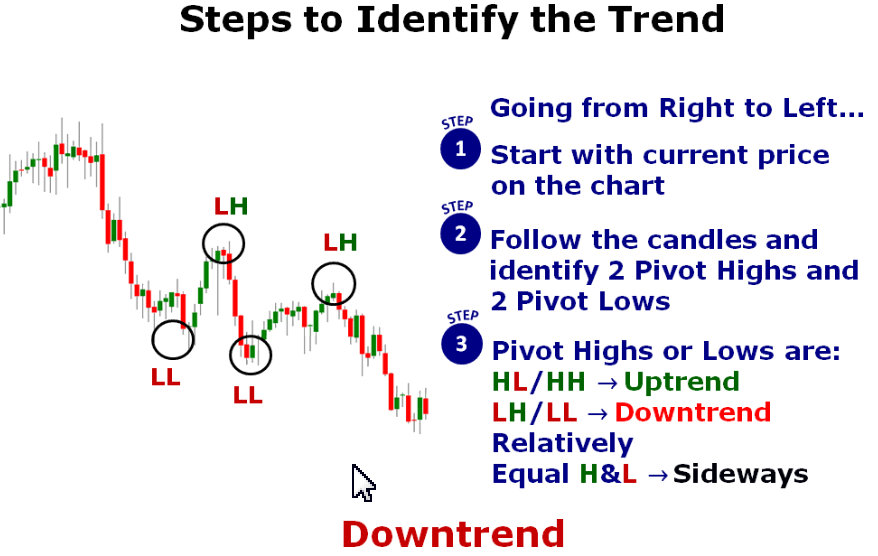 Steps to Identify the Trend
Going from Right to Left...
STEP
1
Start with current price
on the chart
STEP
2
Follow the candles and
identify 2 Pivot Highs and
2 Pivot Lows
STEP
3
Pivot Highs or Lows are:
HL/HH → Uptrend
LH/LL → Downtrend
Relatively
Equal H&L → Sideways
LH
LH
LL
LL
Downtrend